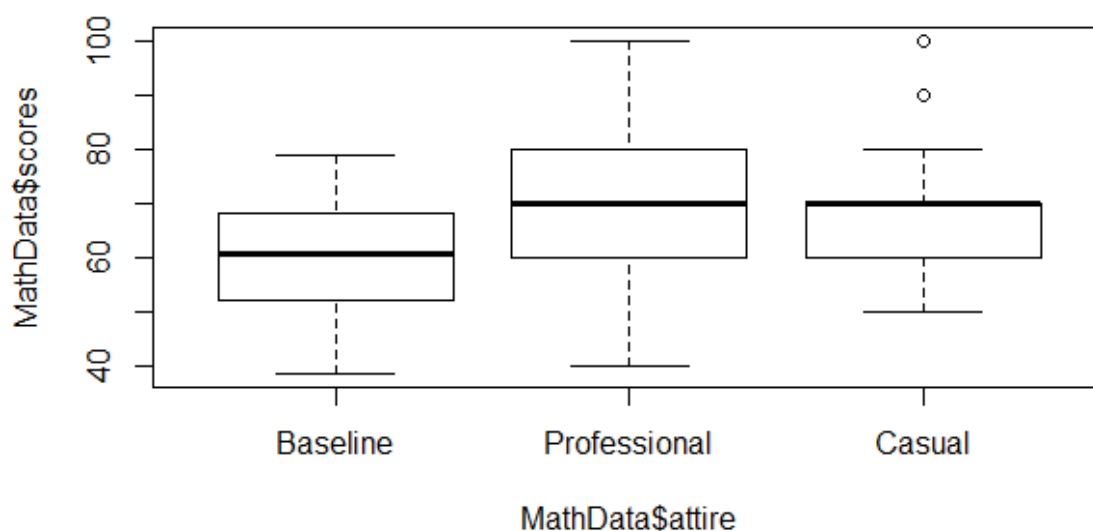 MathData$scores
100
80
60
40
Baseline Professional Casual
MathData$attire